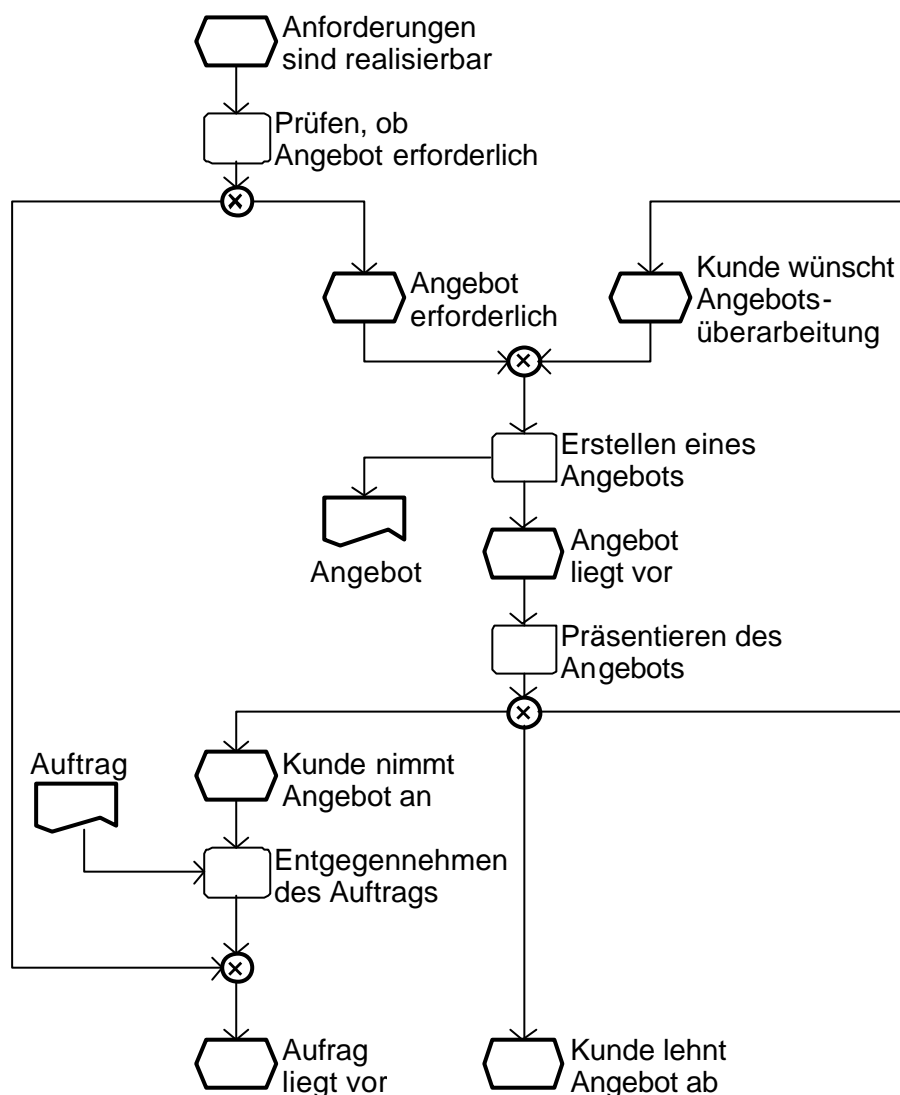 Anforderungen
sind realisierbar
Prüfen, ob
Angebot erforderlich
Angebot
erforderlich
Kunde wünscht
Angebots-
überarbeitung
Erstellen eines
Angebots
Angebot
Angebot
liegt vor
Präsentieren des
Angebots
Auftrag
Kunde nimmt
Angebot an
Entgegennehmen
des Auftrags
Aufrag
liegt vor
Kunde lehnt
Angebot ab